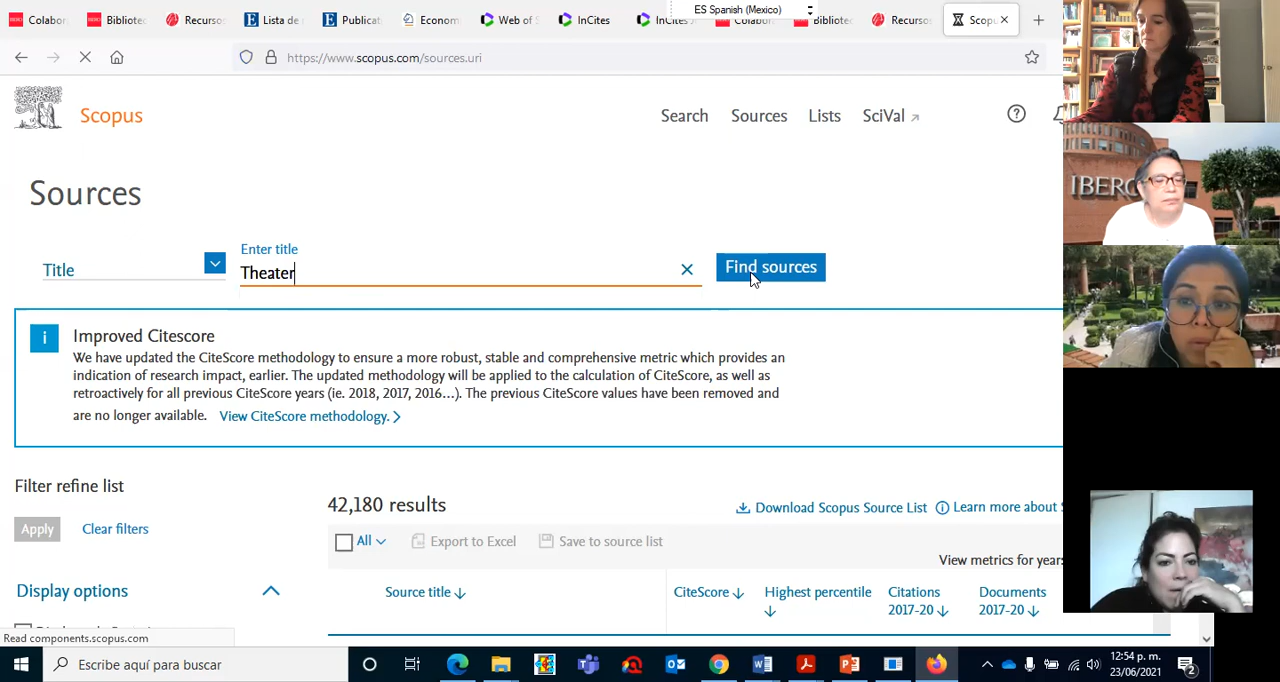 ES Spanish (Mexico)
Colabora
Bibliotec
Recursos
Lista de
Publicat
Econom
Web of S
InCites
InCites
Colabora
Bibliote
Recurso
Scopu
https://www.scopus.com/sources.uri
Scopus
Search
Sources
Lists
SciVal
Sources
Title
Enter title
Theater
Find sources
IBERO
i
Improved Citescore
We have updated the CiteScore methodology to ensure a more robust, stable and comprehensive metric which provides an
indication of research impact, earlier. The updated methodology will be applied to the calculation of CiteScore, as well as
retroactively for all previous CiteScore years (ie. 2018, 2017, 2016...). The previous CiteScore values have been removed and
are no longer available. View CiteScore methodology.
Filter refine list
Apply
Clear filters
42,180 results
Download Scopus Source List
Learn more about S
All
Export to Excel
Save to source list
View metrics for year:
Display options
Source title
CiteScore
Highest percentile
Citations
2017-20
Documents
2017-20
Read components.scopus.com
Escribe aquí para buscar
12:54 p. m.
23/06/2021
2